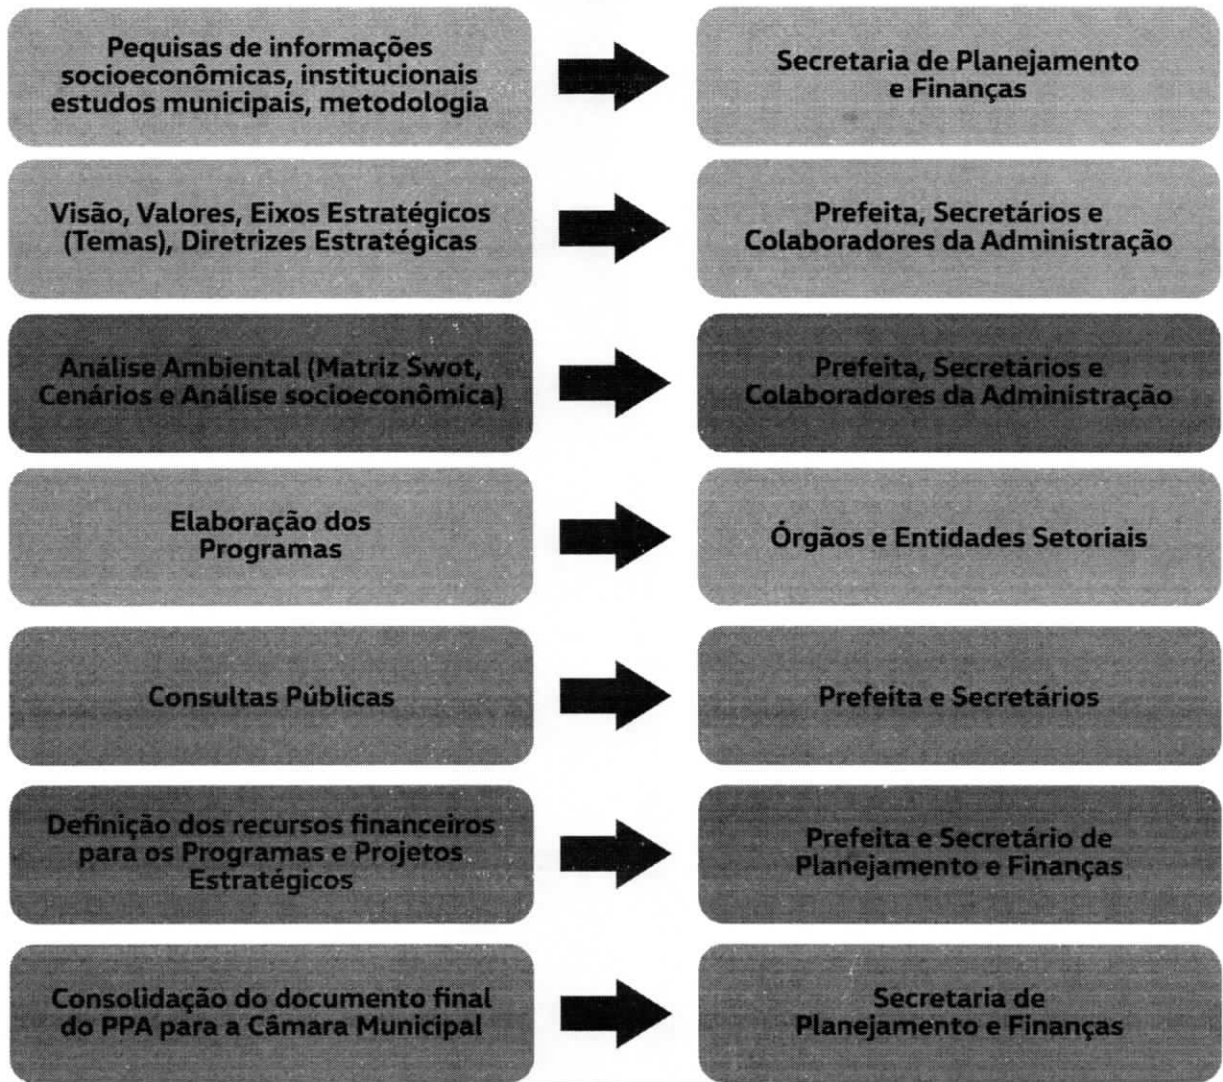 Pequisas de informações
socioeconômicas, institucionais
estudos municipais, metodologia
Secretaria de Planejamento
e Finanças
Visão, Valores, Eixos Estratégicos
(Temas), Diretrizes Estratégicas
Prefeita, Secretários e
Colaboradores da Administração
Análise Ambiental (Matriz Swot,
Cenários e Análise socioeconômica)
Prefeita, Secretários e
Colaboradores da Administração
Elaboração dos
Programas
Órgãos e Entidades Setoriais
Consultas Públicas
Prefeita e Secretários
Definição dos recursos financeiros
para os Programas e Projetos
Estratégicos
Prefeita e Secretário de
Planejamento e Finanças
Consolidação do documento final
do PPA para a Câmara Municipal
Secretaria de
Planejamento e Finanças